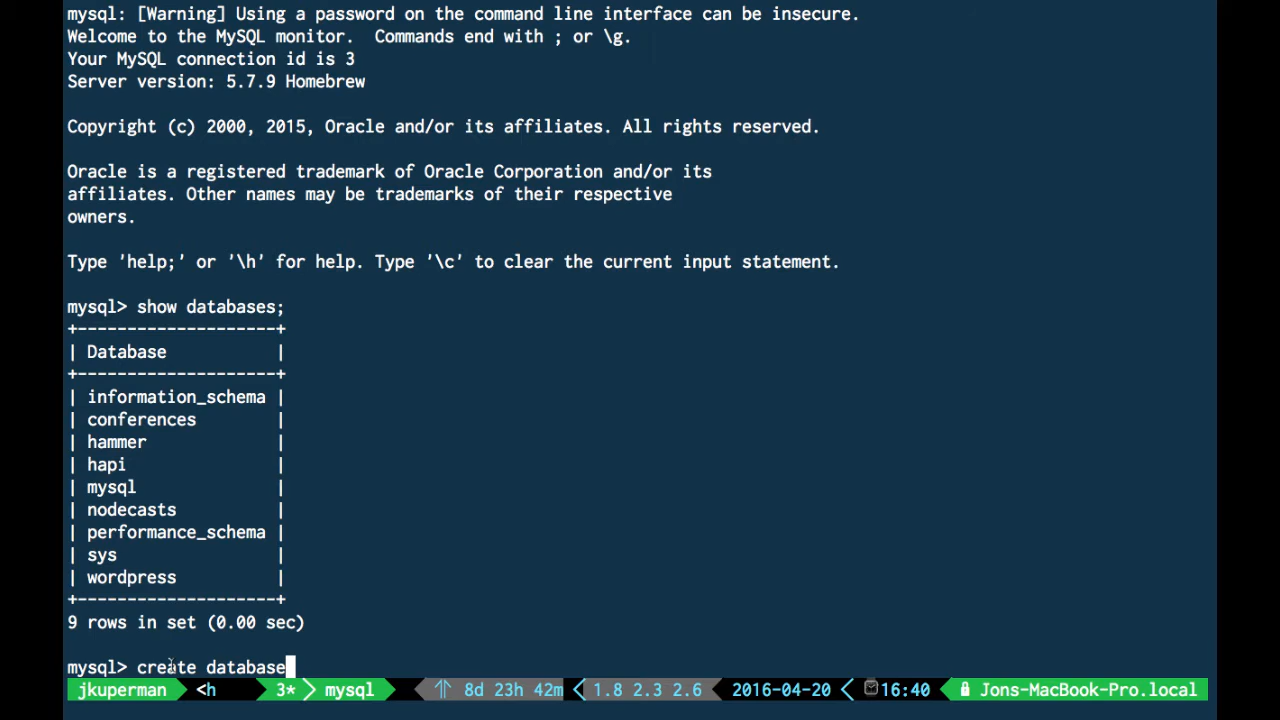 mysql: [Warning] Using a password on the command line interface can be insecure.
Welcome to the MySQL monitor.  Commands end with ; or \g.
Your MySQL connection id is 3
Server version: 5.7.9 Homebrew

Copyright (c) 2000, 2015, Oracle and/or its affiliates. All rights reserved.

Oracle is a registered trademark of Oracle Corporation and/or its
affiliates. Other names may be trademarks of their respective
owners.

Type 'help;' or '\h' for help. Type '\c' to clear the current input statement.

mysql> show databases;
+--------------------+
| Database           |
+--------------------+
| information_schema |
| conferences        |
| hammer             |
| hapi               |
| mysql              |
| nodecasts          |
| performance_schema |
| sys                |
| wordpress          |
+--------------------+
9 rows in set (0.00 sec)

mysql> create database
jkuperman <h 3* mysql 8d 23h 42m 1.8 2.3 2.6 2016-04-20 16:40 Jons-MacBook-Pro.local